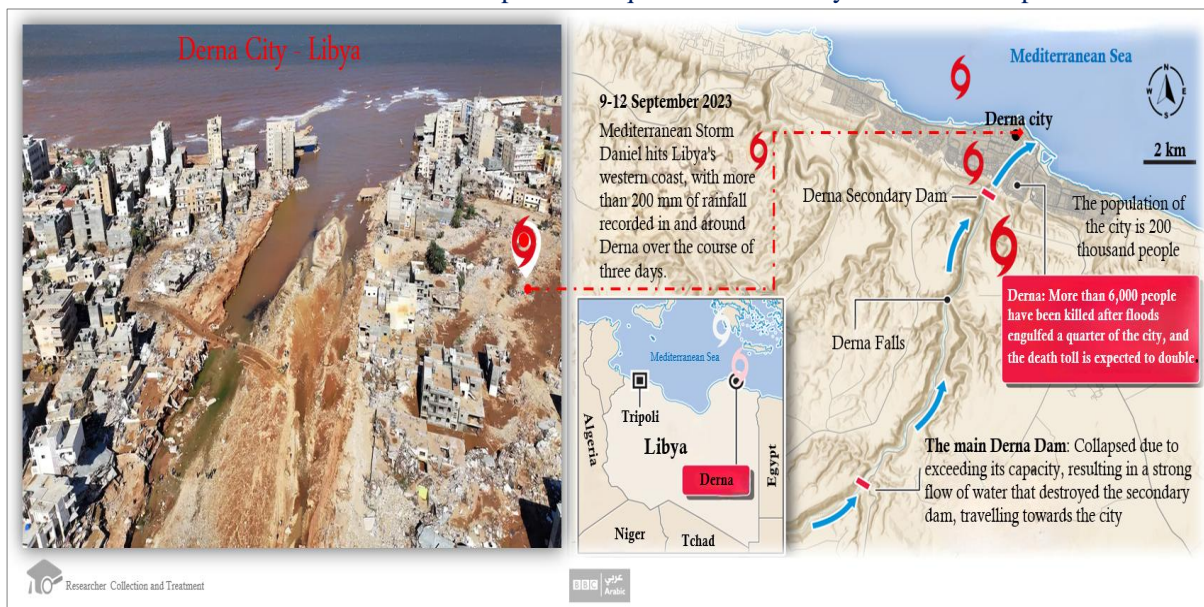 Derna City - Libya
9-12 September 2023
Mediterranean Storm
Daniel hits Libya's
western coast, with more
than 200 mm of rainfall
recorded in and around
Derna over the course of
three days.
Mediterranean Sea
N
W
E
S
2 km
Derna city
Derna Secondary Dam
The population of
the city is 200
thousand people
Derna: More than 6,000 people
have been killed after floods
engulfed a quarter of the city, and
the death toll is expected to double.
Derna Falls
The main Derna Dam: Collapsed due to
exceeding its capacity, resulting in a strong
flow of water that destroyed the secondary
dam, travelling towards the city
Mediterranean Sea
Tripoli
Libya
Algeria
Egypt
Derna
Niger
Tchad
Researcher Collection and Treatment
BBC عربي
Arabic